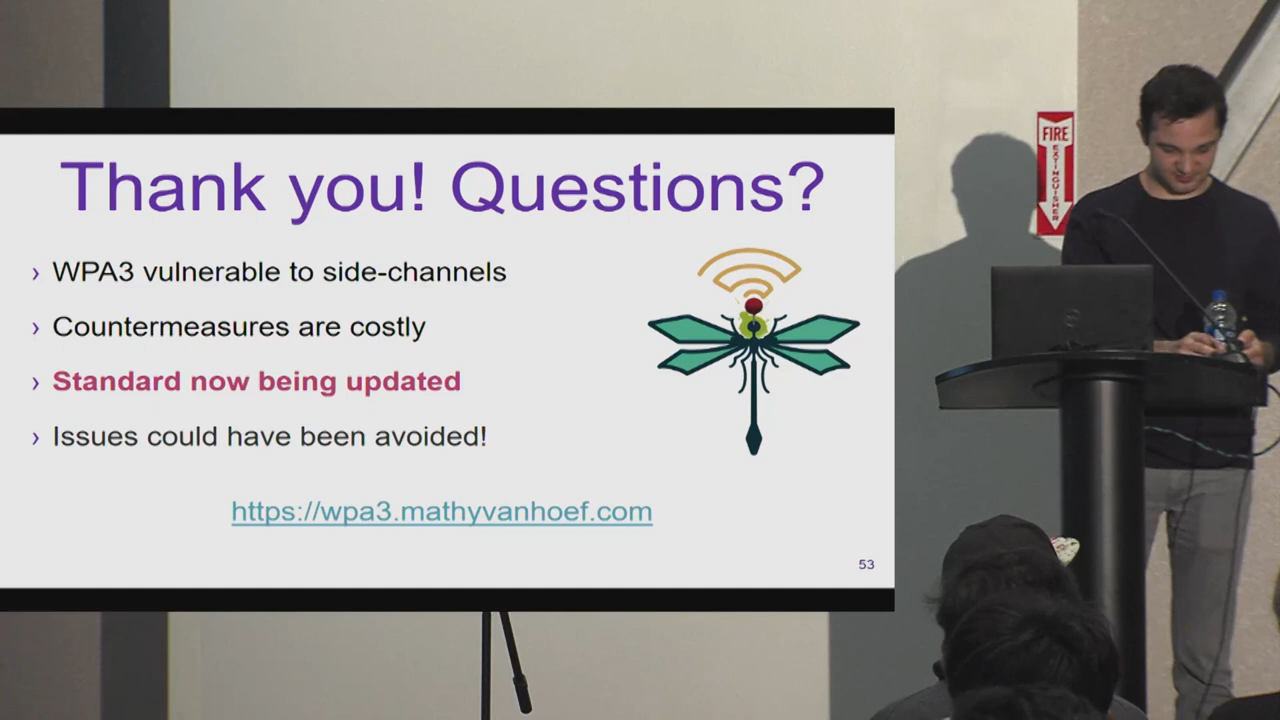 Thank you! Questions?
› WPA3 vulnerable to side-channels
› Countermeasures are costly
› Standard now being updated
› Issues could have been avoided!
https://wpa3.mathyvanhoef.com
53
FIRE
EXTINGUISHER